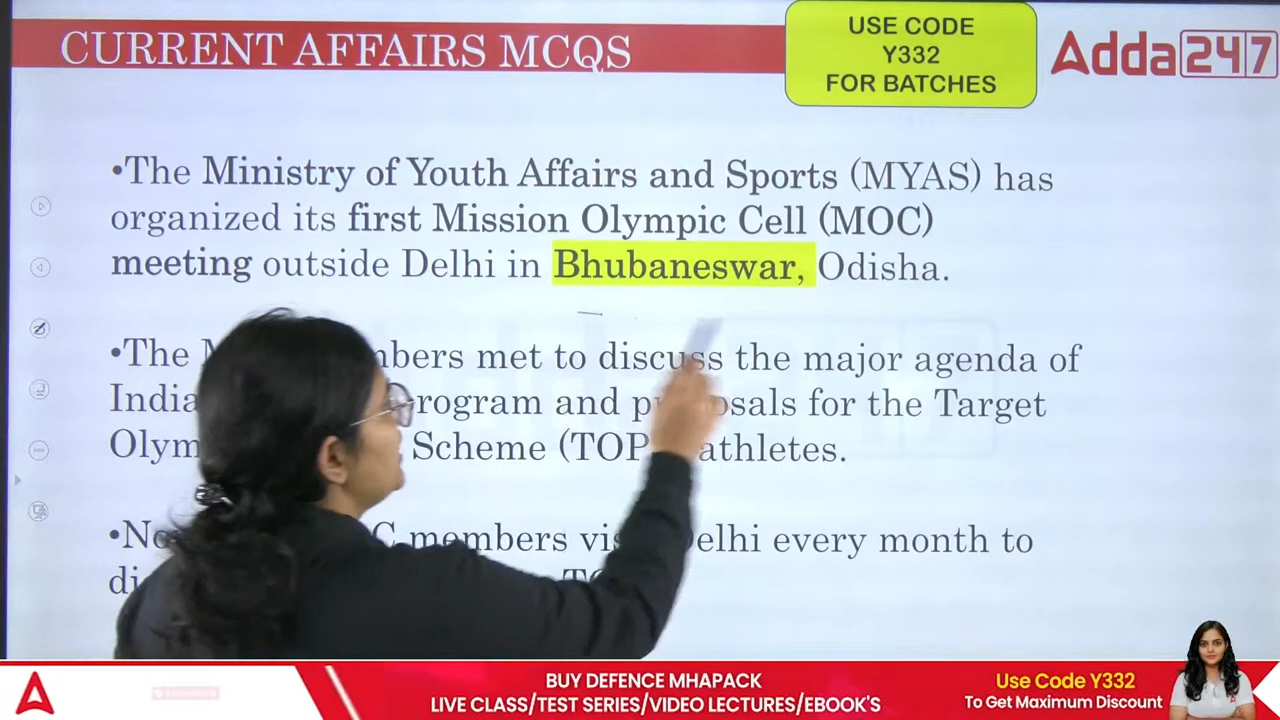 CURRENT AFFAIRS MCQS
USE CODE
Y332
FOR BATCHES
Adda247
•The Ministry of Youth Affairs and Sports (MYAS) has
organized its first Mission Olympic Cell (MOC)
meeting outside Delhi in Bhubaneswar, Odisha.
•The mbers met to discuss the major agenda of
India rogram and p osals for the Target
Olym Scheme (TOP athletes.
•No C members vis elhi every month to
di
BUY DEFENCE MHAPACK
LIVE CLASS/TEST SERIES/VIDEO LECTURES/EBOOK'S
Use Code Y332
To Get Maximum Discount